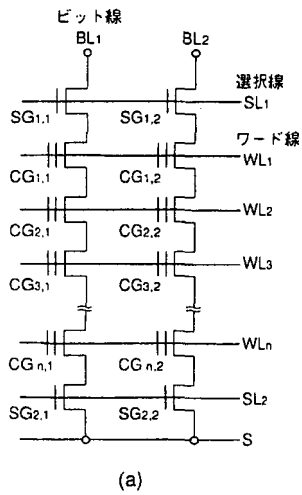 ビット線
BL1 BL2
選択線
SL1
SG1,1 SG1,2
ワード線
WL1
CG1,1 CG1,2
WL2
CG2,1 CG2,2
WL3
CG3,1 CG3,2
WLn
CGn,1 CGn,2
SL2
SG2,1 SG2,2
S
(a)